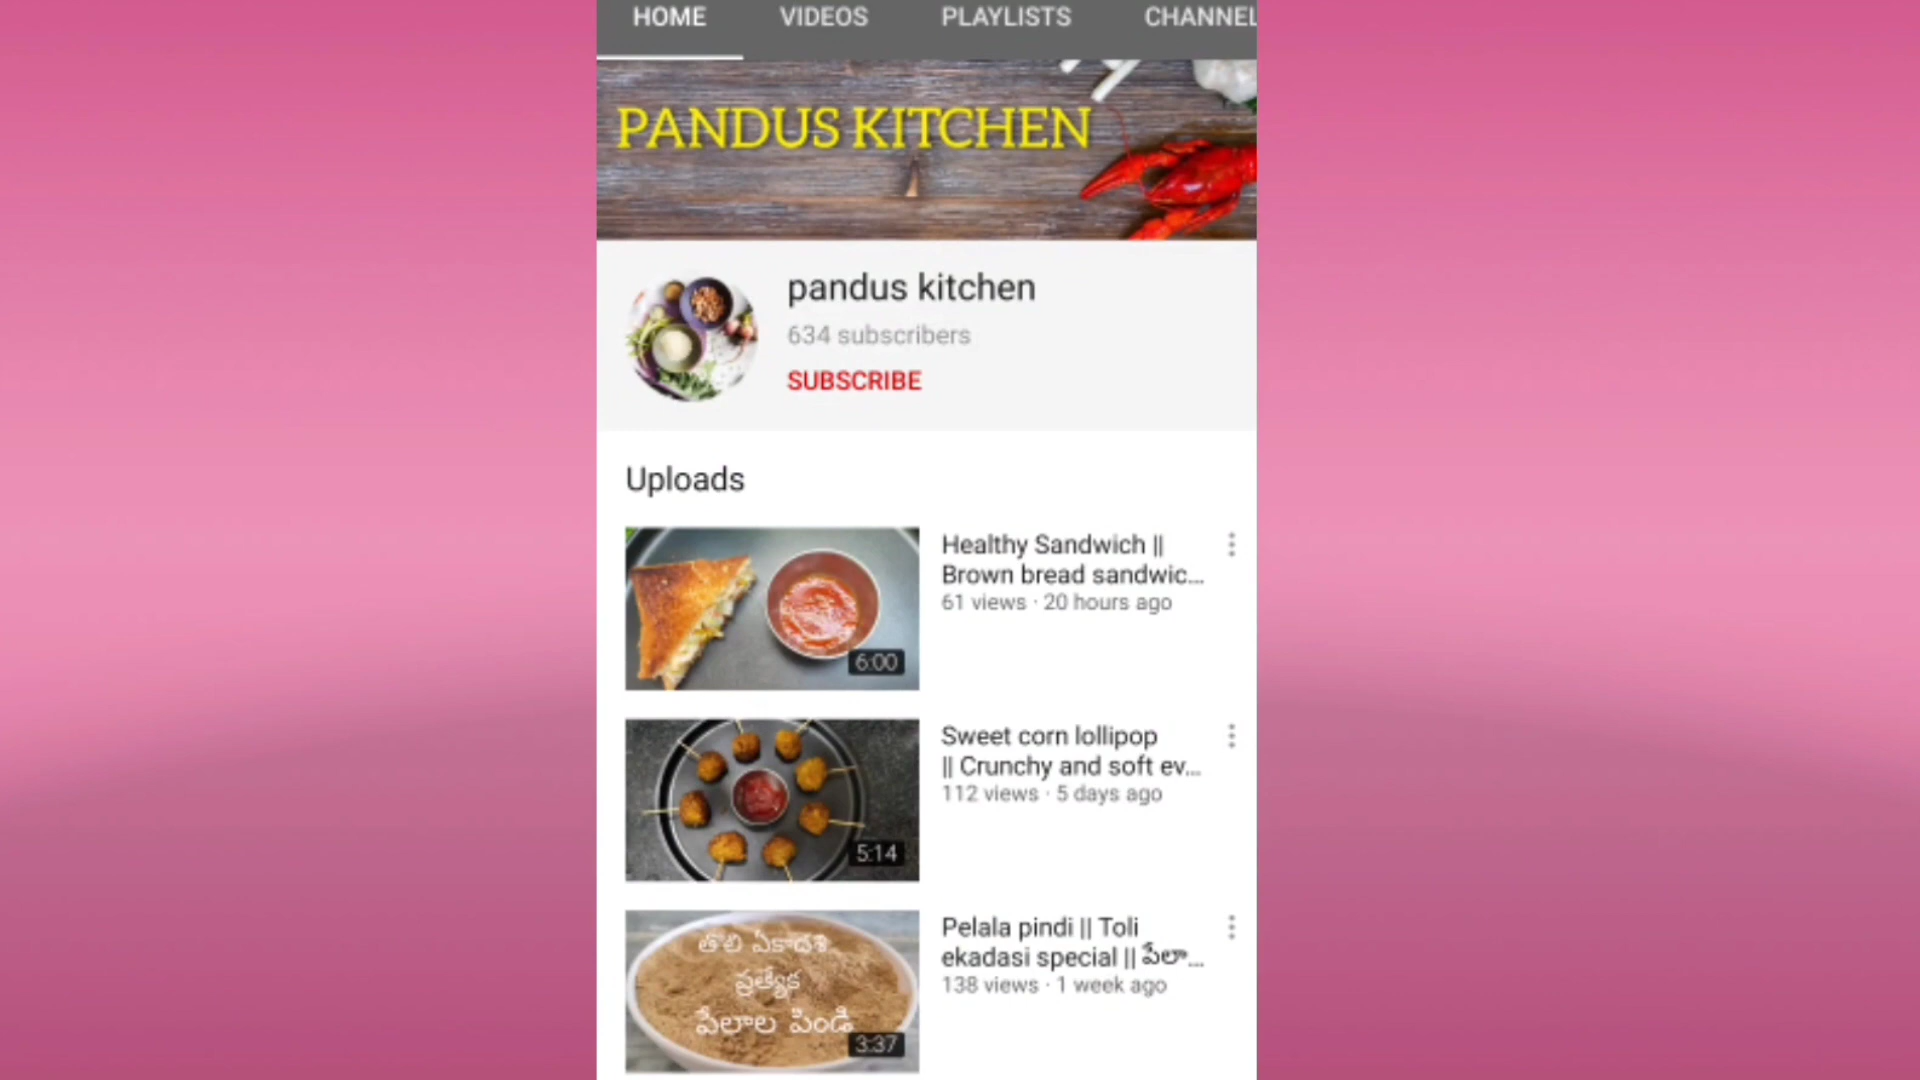 HOME VIDEOS PLAYLISTS CHANNEL
PANDUS KITCHEN
pandus kitchen
634 subscribers
SUBSCRIBE
Uploads
Healthy Sandwich ||
Brown bread sandwic...
61 views · 20 hours ago
6:00
Sweet corn lollipop
|| Crunchy and soft ev...
112 views · 5 days ago
5:14
Pelala pindi || Toli
ekadasi special || పేలా...
138 views · 1 week ago
తొలి ఏకాదశి
ప్రత్యేక
పేలాల పిండి
3:37